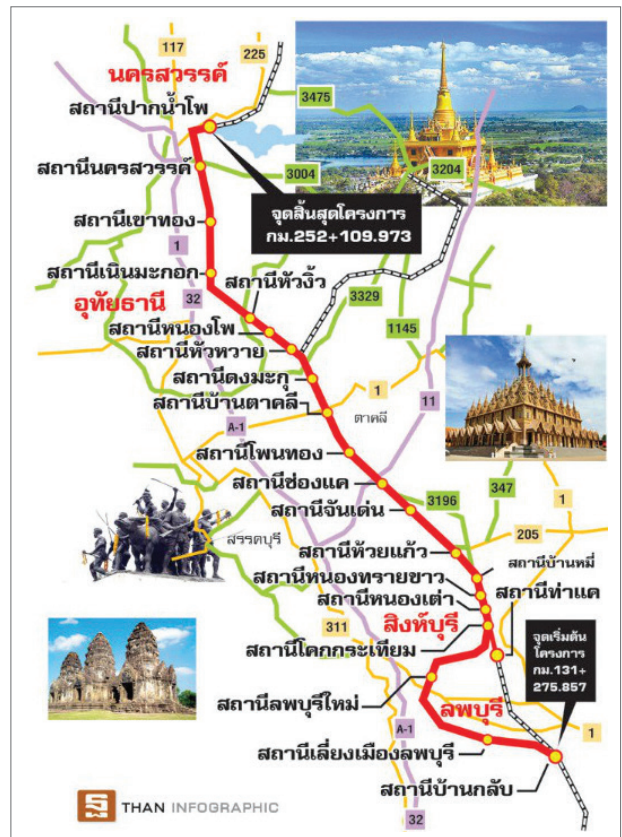 117
225
นครสวรรค์
สถานีปากน้ำโพ
3475
สถานีนครสวรรค์
3004
3204
จุดสิ้นสุดโครงการ
กม.252+109.973
สถานีเขาทอง
1
สถานีเนินมะกอก
สถานีหัวงิ้ว
32
อุทัยธานี
3329
สถานีหนองโพ
1145
สถานีหัวหวาย
สถานีดงมะกุ
1
11
สถานีบ้านตาคลี
ตาคลี
A-1
สถานีโพนทอง
สถานีช่องแค
347
3196
1
สถานีจันเด่น
205
สรรคบุรี
สถานีห้วยแก้ว
สถานีบ้านหมี่
สถานีหนองทรายขาว
สถานีท่าแค
สถานีหนองเต่า
311
สิงห์บุรี
สถานีโคกกระเทียม
จุดเริ่มต้น
โครงการ
กม.131+
275.857
สถานีลพบุรีใหม่
ลพบุรี
A-1
1
สถานีเลี่ยงเมืองลพบุรี
สถานีบ้านกลับ
ฐ THAN INFOGRAPHIC
32